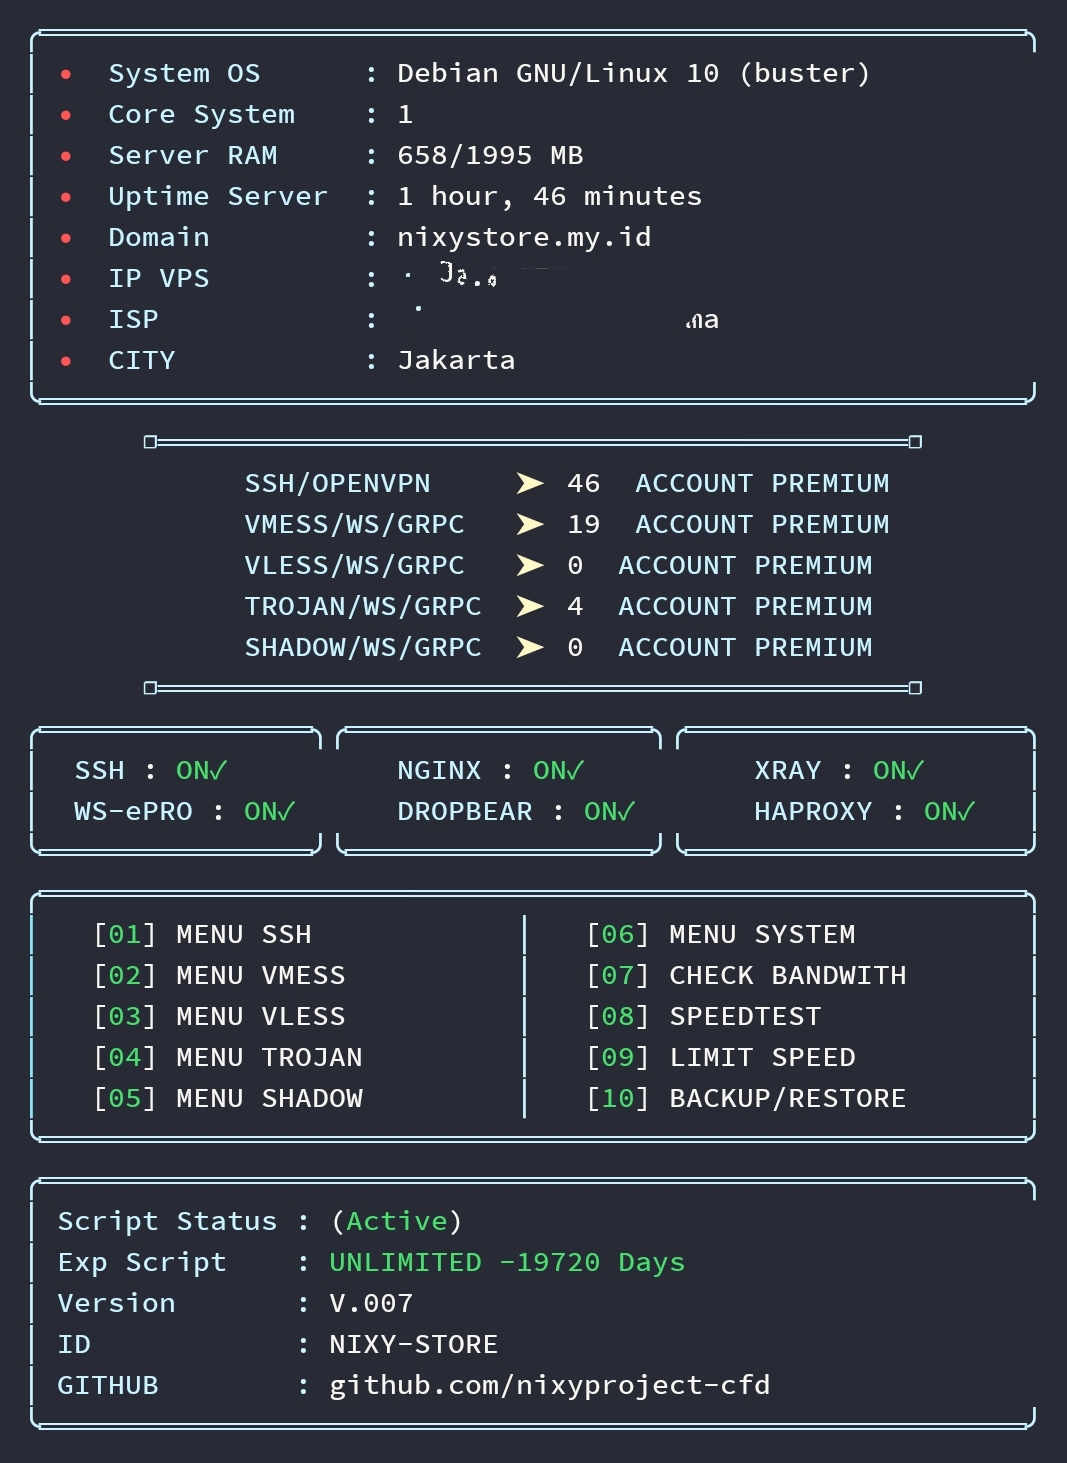 • System OS : Debian GNU/Linux 10 (buster)
• Core System : 1
• Server RAM : 658/1995 MB
• Uptime Server : 1 hour, 46 minutes
• Domain : nixystore.my.id
• IP VPS :
• ISP :
• CITY : Jakarta
SSH/OPENVPN ➤ 46 ACCOUNT PREMIUM
VMESS/WS/GRPC ➤ 19 ACCOUNT PREMIUM
VLESS/WS/GRPC ➤ 0 ACCOUNT PREMIUM
TROJAN/WS/GRPC ➤ 4 ACCOUNT PREMIUM
SHADOW/WS/GRPC ➤ 0 ACCOUNT PREMIUM
SSH : ON✓ NGINX : ON✓ XRAY : ON✓
WS-ePRO : ON✓ DROPBEAR : ON✓ HAPROXY : ON✓
[01] MENU SSH │ [06] MENU SYSTEM
[02] MENU VMESS │ [07] CHECK BANDWITH
[03] MENU VLESS │ [08] SPEEDTEST
[04] MENU TROJAN │ [09] LIMIT SPEED
[05] MENU SHADOW │ [10] BACKUP/RESTORE
Script Status : (Active)
Exp Script : UNLIMITED -19720 Days
Version : V.007
ID : NIXY-STORE
GITHUB : github.com/nixyproject-cfd